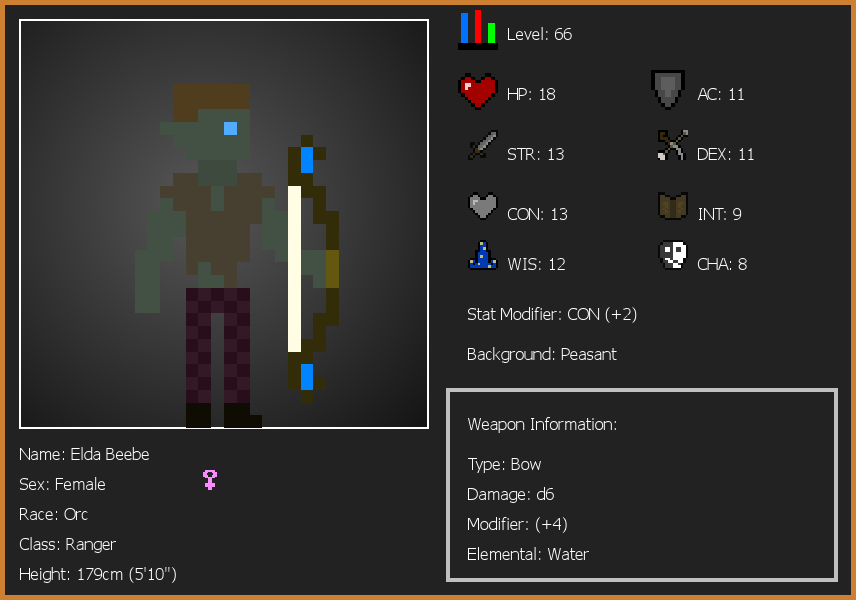 Level: 66
HP: 18
AC: 11
STR: 13
DEX: 11
CON: 13
INT: 9
WIS: 12
CHA: 8
Stat Modifier: CON (+2)
Background: Peasant
Weapon Information:
Type: Bow
Damage: d6
Modifier: (+4)
Elemental: Water
Name: Elda Beebe
Sex: Female
Race: Orc
Class: Ranger
Height: 179cm (5'10")